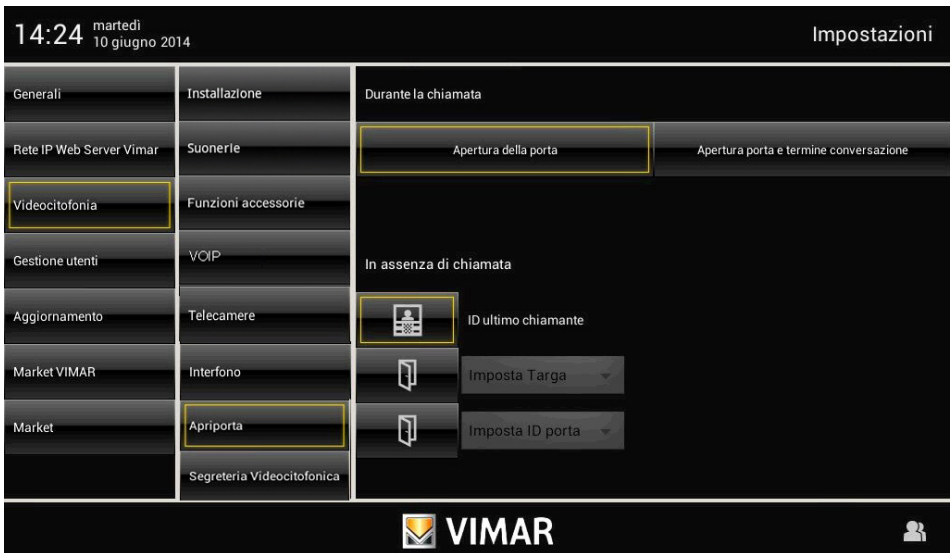 14:24
martedì
10 giugno 2014
Impostazioni
Generali
Rete IP Web Server Vimar
Videocitofonia
Gestione utenti
Aggiornamento
Market VIMAR
Market
Installazione
Suonerie
Funzioni accessorie
VOIP
Telecamere
Interfono
Apriporta
Segreteria Videocitofonica
Durante la chiamata
Apertura della porta
Apertura porta e termine conversazione
In assenza di chiamata
ID ultimo chiamante
Imposta Targa
Imposta ID porta
VIMAR